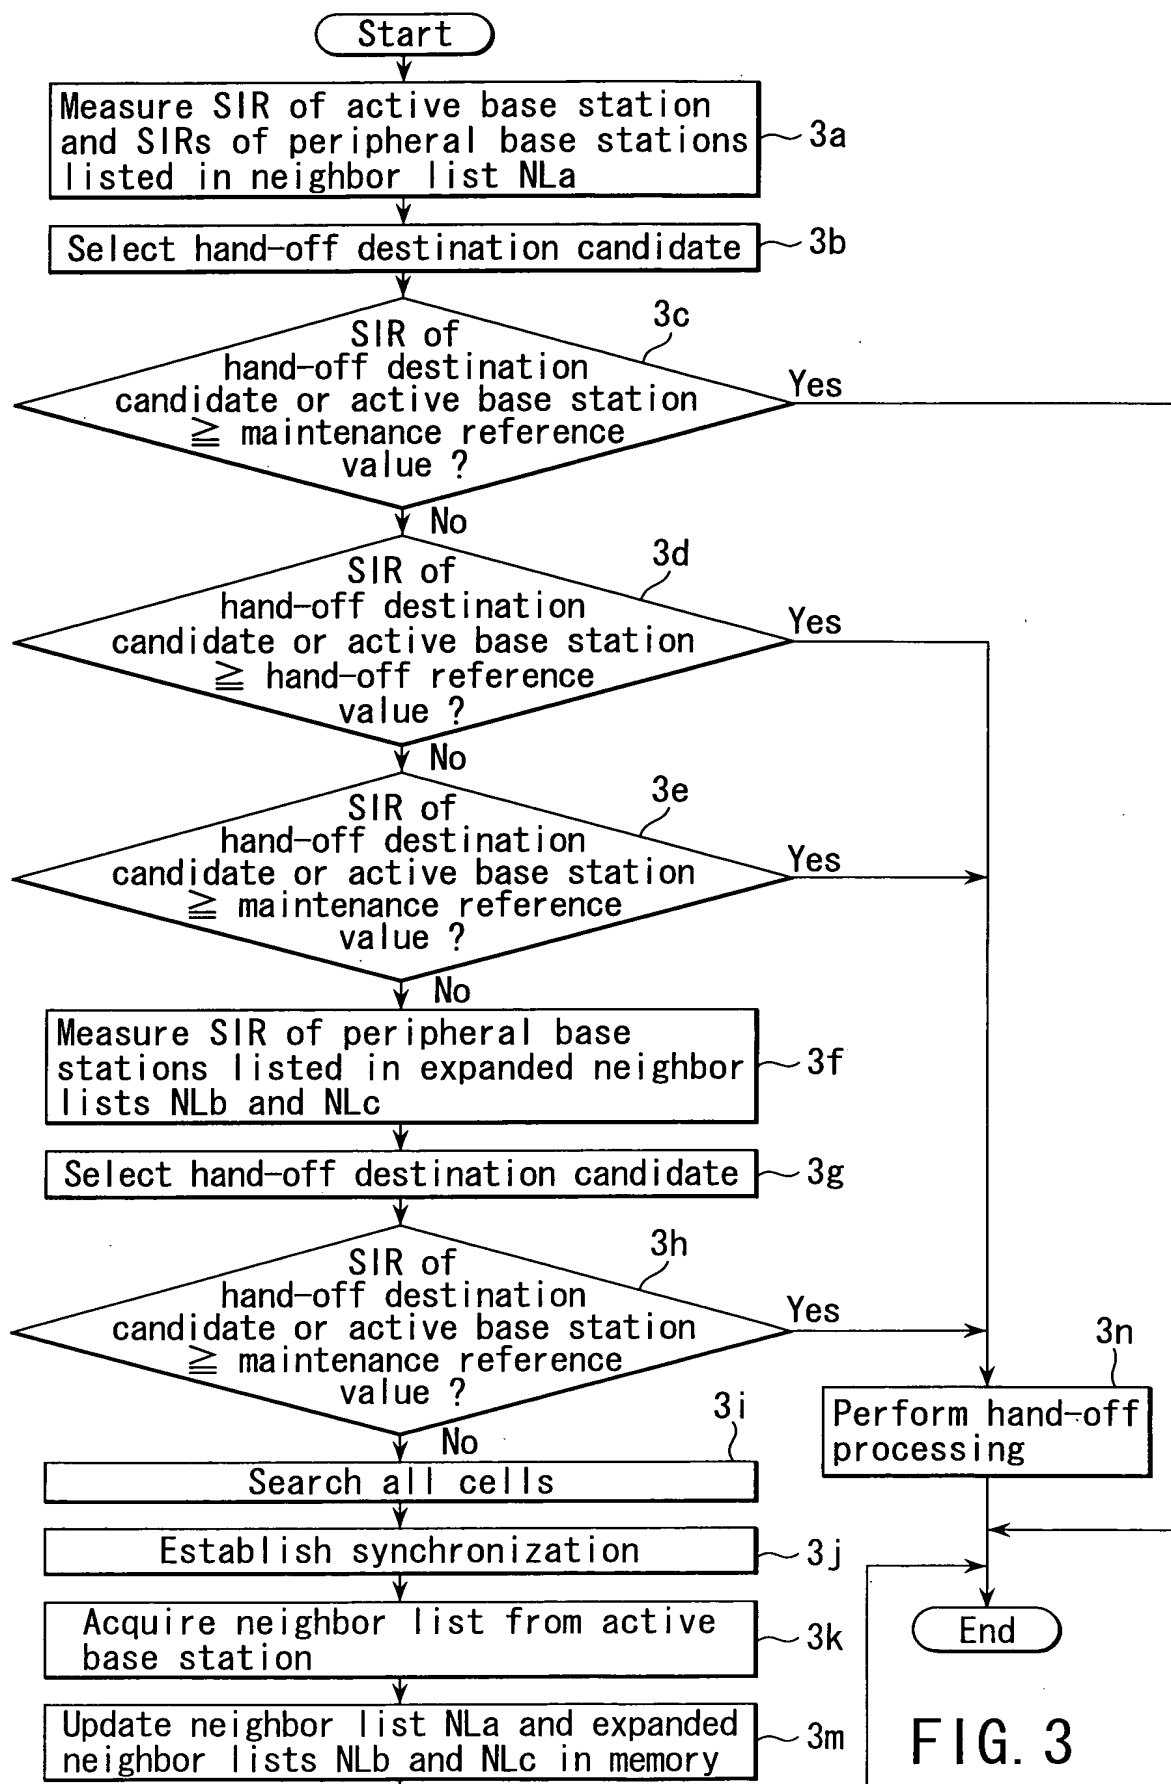 Start
Measure SIR of active base station
and SIRs of peripheral base stations
listed in neighbor list NLa
3a
Select hand-off destination candidate
3b
3c
SIR of
hand-off destination
candidate or active base station
≧ maintenance reference
value ?
Yes
No
3d
SIR of
hand-off destination
candidate or active base station
≧ hand-off reference
value ?
Yes
No
3e
SIR of
hand-off destination
candidate or active base station
≧ maintenance reference
value ?
Yes
No
Measure SIR of peripheral base
stations listed in expanded neighbor
lists NLb and NLc
3f
Select hand-off destination candidate
3g
3h
SIR of
hand-off destination
candidate or active base station
≧ maintenance reference
value ?
Yes
No
3n
Perform hand-off
processing
3i
Search all cells
Establish synchronization
3j
Acquire neighbor list from active
base station
3k
End
Update neighbor list NLa and expanded
neighbor lists NLb and NLc in memory
3m
FIG. 3